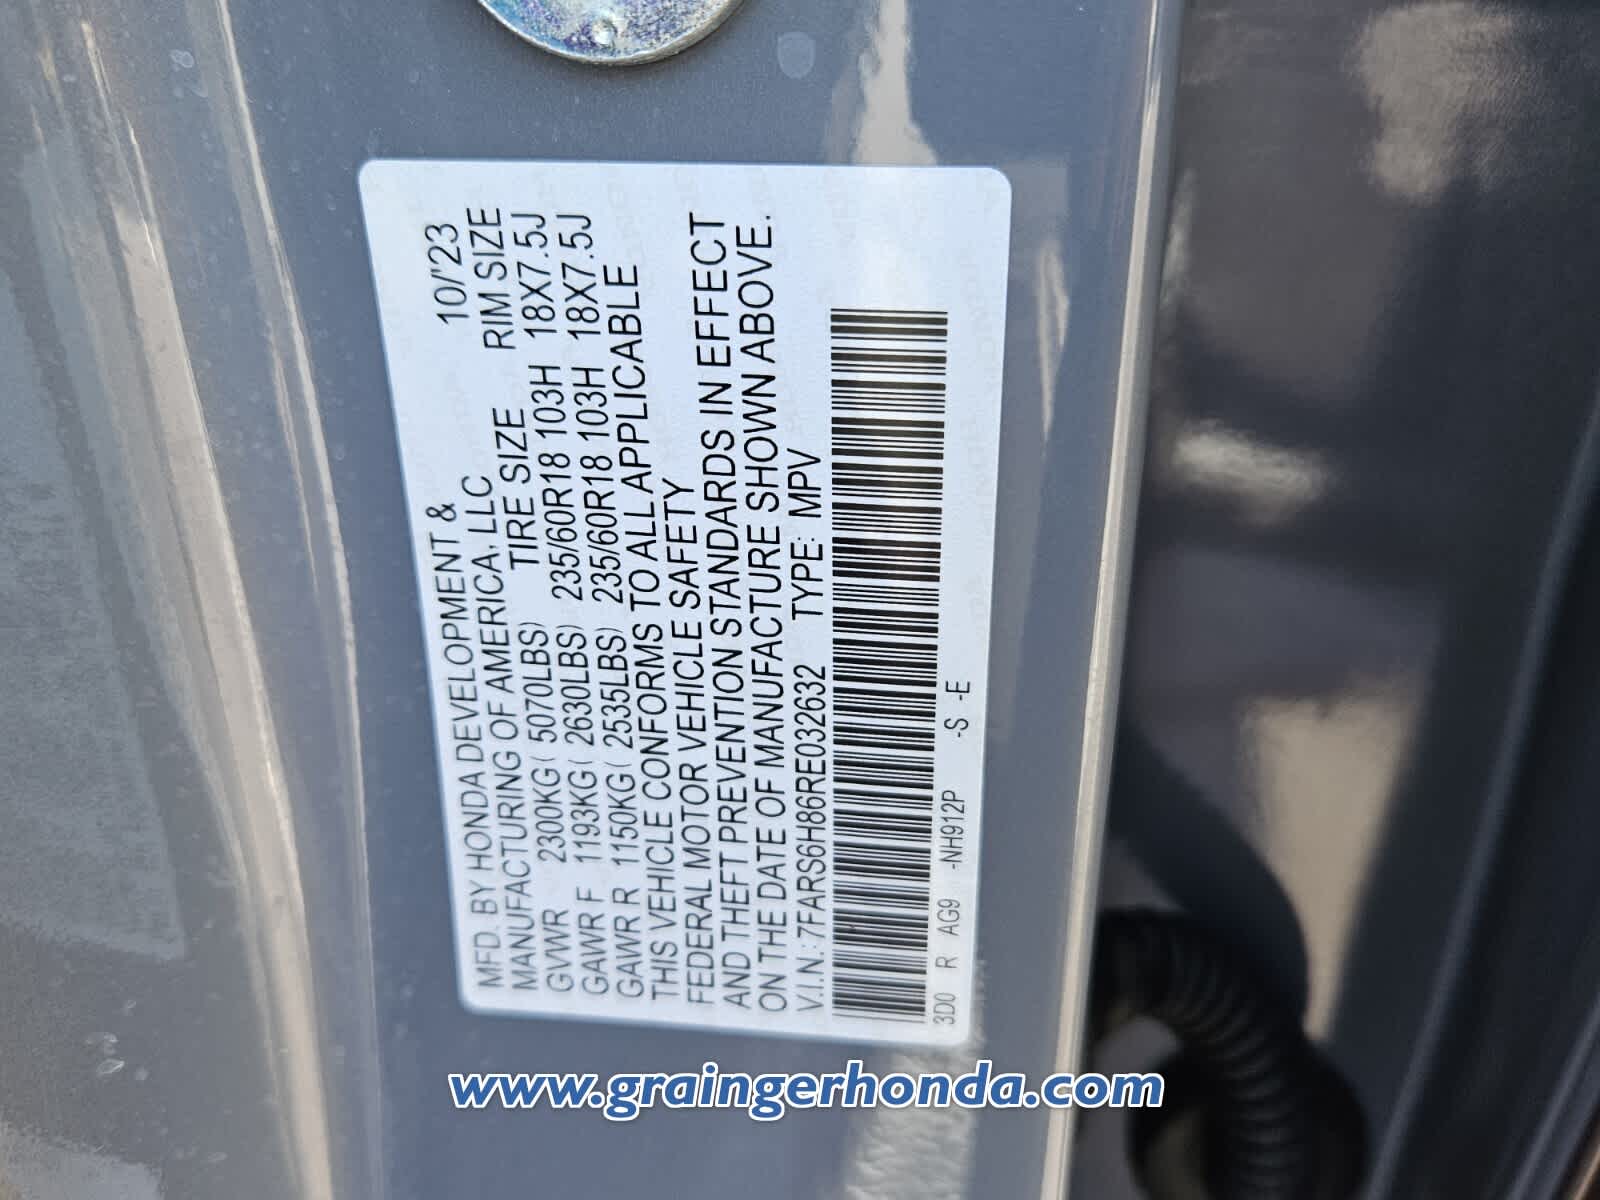 MFD. BY HONDA DEVELOPMENT & 10/'23
MANUFACTURING OF AMERICA, LLC
TIRE SIZE RIM SIZE
GVWR 2300KG( 5070LBS) 235/60R18 103H 18X7.5J
GAWR F 1193KG( 2630LBS) 235/60R18 103H 18X7.5J
GAWR R 1150KG( 2535LBS)
THIS VEHICLE CONFORMS TO ALL APPLICABLE
FEDERAL MOTOR VEHICLE SAFETY
AND THEFT PREVENTION STANDARDS IN EFFECT
ON THE DATE OF MANUFACTURE SHOWN ABOVE.
V.I.N.: 7FARS6H86RE032632 TYPE: MPV
3D0 R AG9 -NH912P -S -E
www.graingerhonda.com